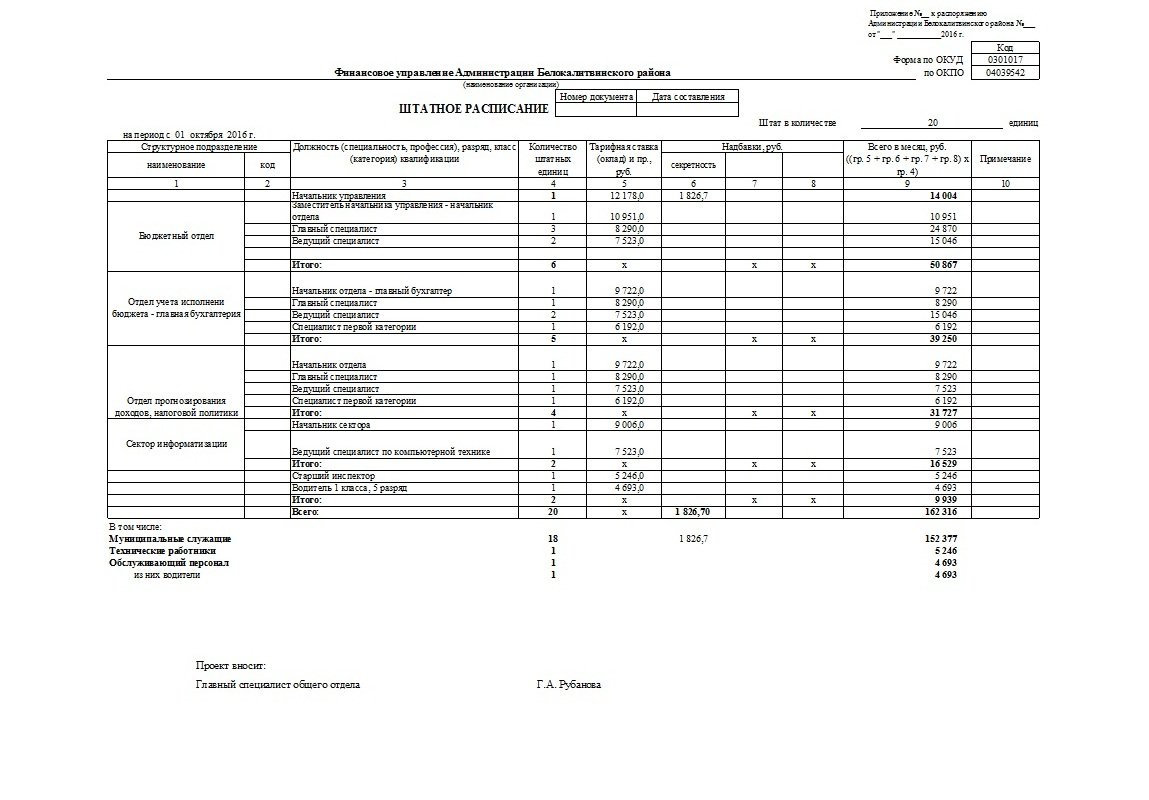 Приложение №__ к распоряжению
Администрации Белокалитвинского района №___
от "___" ___________2016 г.
Код
Форма по ОКУД 0301017
Финансовое управление Администрации Белокалитвинского района по ОКПО 04039542
(наименование организации)
Номер документа Дата составления
ШТАТНОЕ РАСПИСАНИЕ
Штат в количестве 20 единиц
на период с 01 октября 2016 г.
Структурное подразделение Должность (специальность, профессия), разряд, класс (категория) квалификации Количество штатных единиц Тарифная ставка (оклад) и пр., руб. Надбавки, руб. Всего в месяц, руб. ((гр. 5 + гр. 6 + гр. 7 + гр. 8) х гр. 4) Примечание
наименование код секретность
1 2 3 4 5 6 7 8 9 10
Начальник управления 1 12 178,0 1 826,7 14 004
Бюджетный отдел
Заместитель начальника управления - начальник отдела 1 10 951,0 10 951
Главный специалист 3 8 290,0 24 870
Ведущий специалист 2 7 523,0 15 046
Итого: 6 х х х 50 867
Отдел учета исполнени
бюджета - главная бухгалтерия
Начальник отдела - главный бухгалтер 1 9 722,0 9 722
Главный специалист 1 8 290,0 8 290
Ведущий специалист 2 7 523,0 15 046
Специалист первой категории 1 6 192,0 6 192
Итого: 5 х х х 39 250
Отдел прогнозирования
доходов, налоговой политики
Начальник отдела 1 9 722,0 9 722
Главный специалист 1 8 290,0 8 290
Ведущий специалист 1 7 523,0 7 523
Специалист первой категории 1 6 192,0 6 192
Итого: 4 х х х 31 727
Сектор информатизации
Начальник сектора 1 9 006,0 9 006
Ведущий специалист по компьютерной технике 1 7 523,0 7 523
Итого: 2 х х х 16 529
Старший инспектор 1 5 246,0 5 246
Водитель 1 класса, 5 разряд 1 4 693,0 4 693
Итого: 2 х х х 9 939
Всего: 20 х 1 826,70 162 316
В том числе:
Муниципальные служащие 18 1 826,7 152 377
Технические работники 1 5 246
Обслуживающий персонал 1 4 693
из них водители 1 4 693
Проект вносит:
Главный специалист общего отдела Г.А. Рубанова